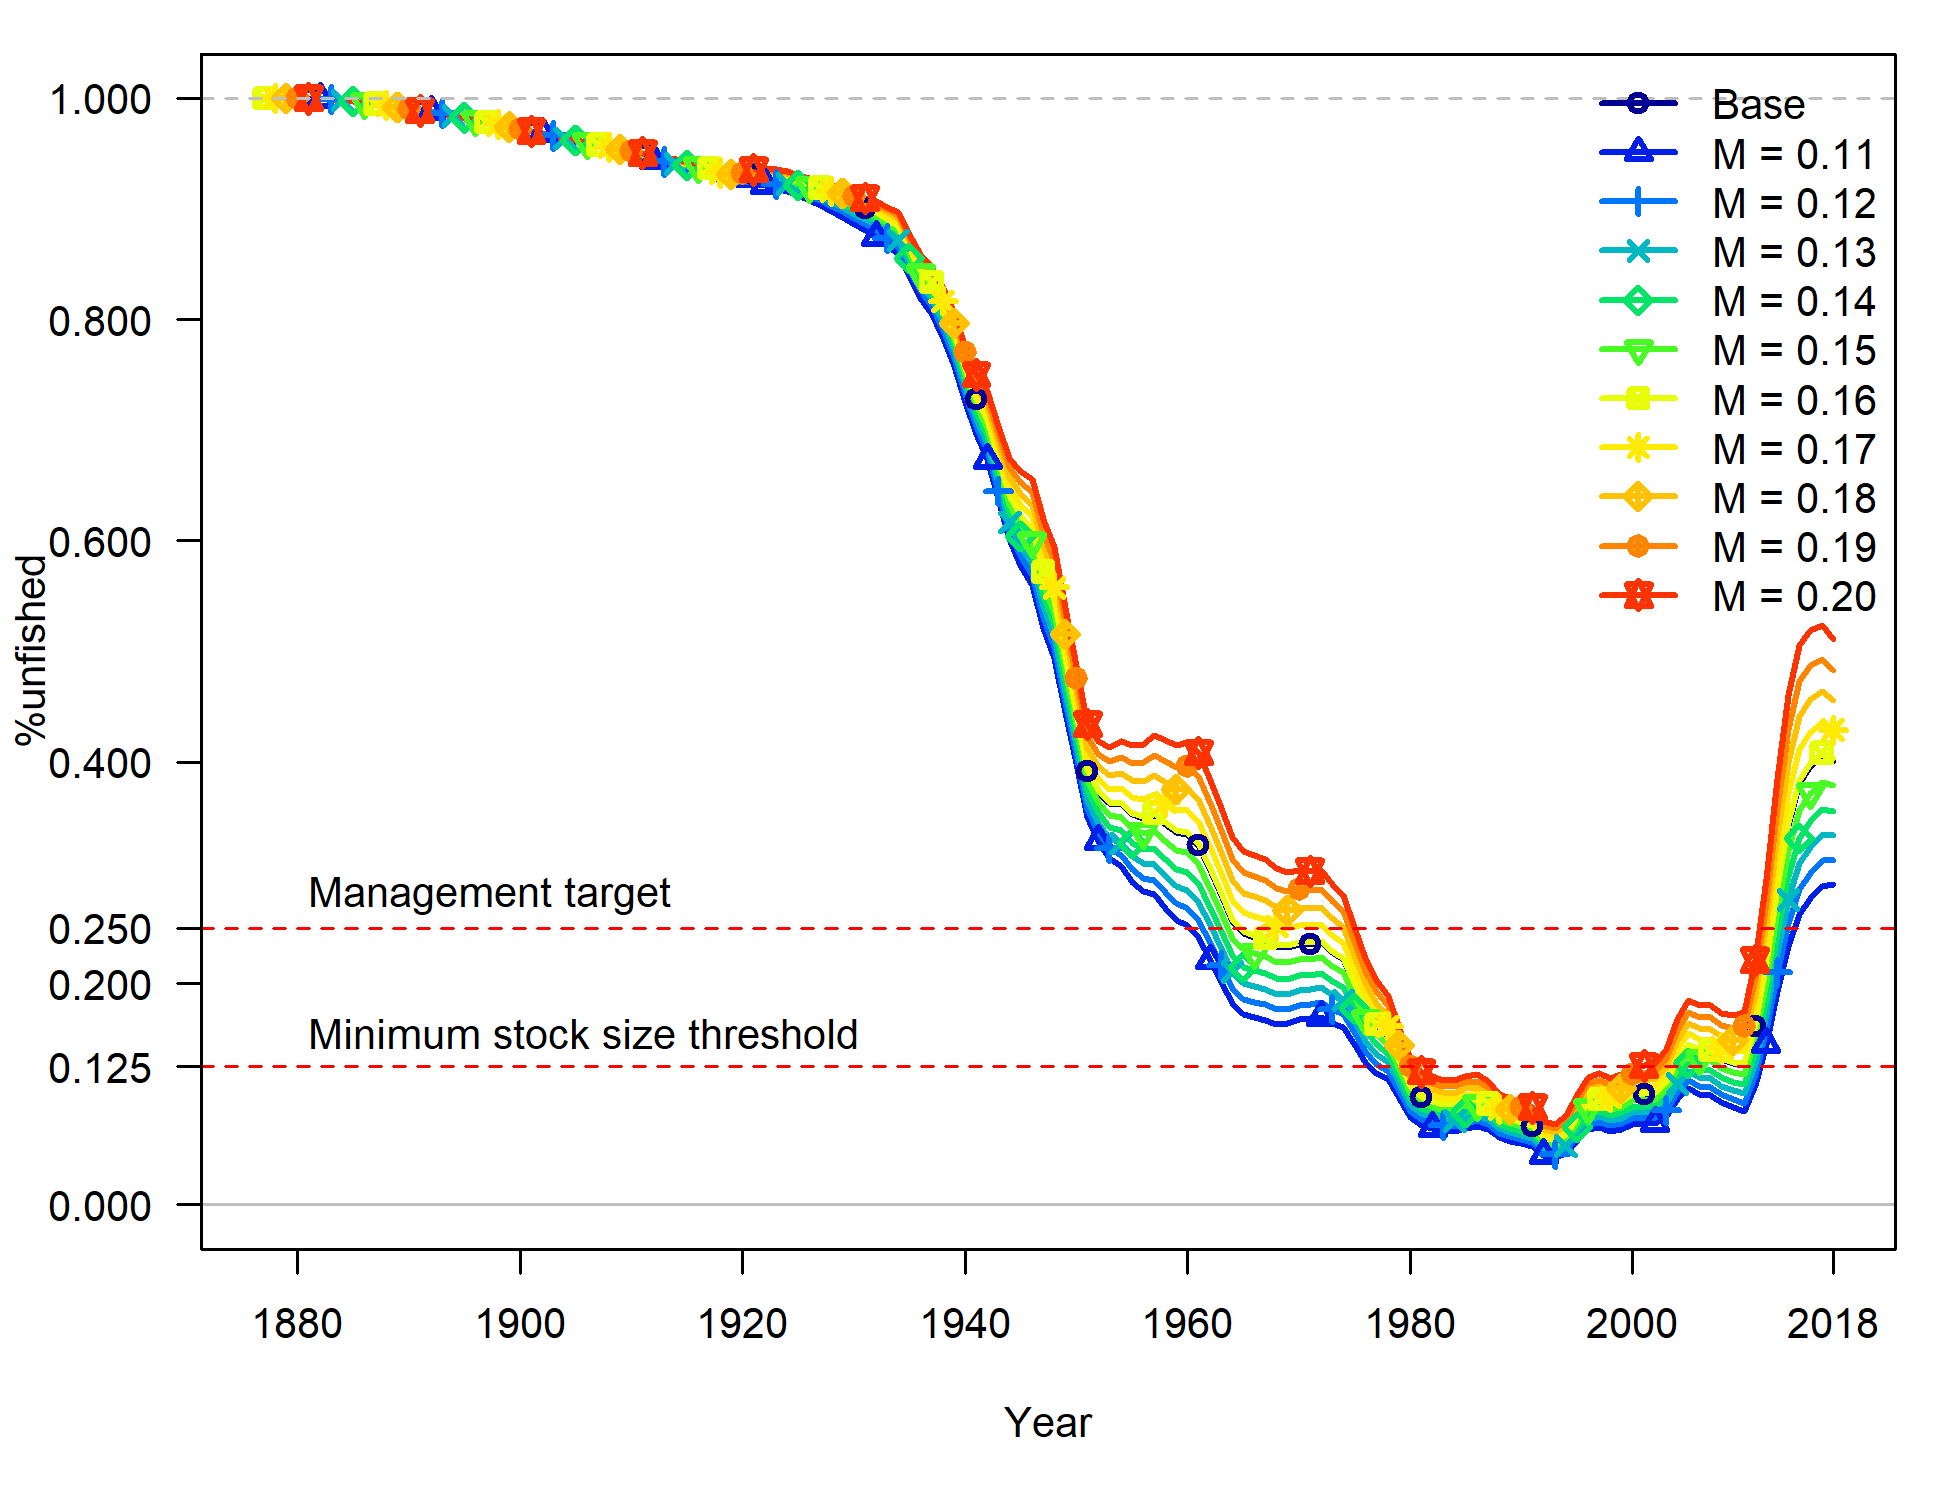 %unfished
1.000
0.800
0.600
0.400
0.250
0.200
0.125
0.000
Base
M = 0.11
M = 0.12
M = 0.13
M = 0.14
M = 0.15
M = 0.16
M = 0.17
M = 0.18
M = 0.19
M = 0.20
Management target
Minimum stock size threshold
1880 1900 1920 1940 1960 1980 2000 2018
Year